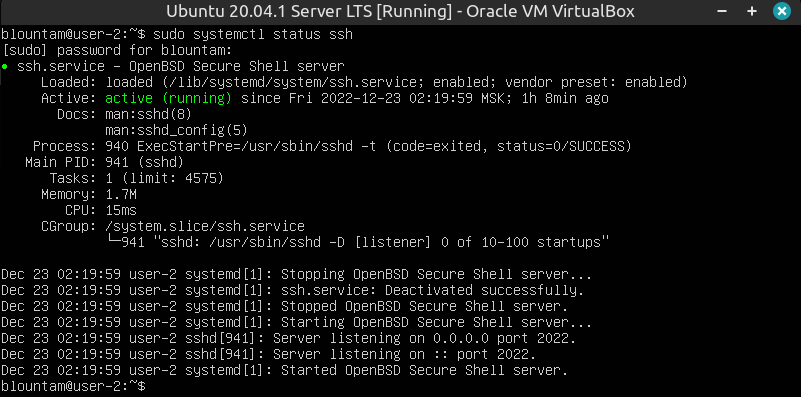 Ubuntu 20.04.1 Server LTS [Running] - Oracle VM VirtualBox
blountam@user-2:~$ sudo systemctl status ssh
[sudo] password for blountam:
● ssh.service - OpenBSD Secure Shell server
Loaded: loaded (/lib/systemd/system/ssh.service; enabled; vendor preset: enabled)
Active: active (running) since Fri 2022-12-23 02:19:59 MSK; 1h 8min ago
Docs: man:sshd(8)
man:sshd_config(5)
Process: 940 ExecStartPre=/usr/sbin/sshd -t (code=exited, status=0/SUCCESS)
Main PID: 941 (sshd)
Tasks: 1 (limit: 4575)
Memory: 1.7M
CPU: 15ms
CGroup: /system.slice/ssh.service
└─941 "sshd: /usr/sbin/sshd -D [listener] 0 of 10-100 startups"
Dec 23 02:19:59 user-2 systemd[1]: Stopping OpenBSD Secure Shell server...
Dec 23 02:19:59 user-2 systemd[1]: ssh.service: Deactivated successfully.
Dec 23 02:19:59 user-2 systemd[1]: Stopped OpenBSD Secure Shell server.
Dec 23 02:19:59 user-2 systemd[1]: Starting OpenBSD Secure Shell server...
Dec 23 02:19:59 user-2 sshd[941]: Server listening on 0.0.0.0 port 2022.
Dec 23 02:19:59 user-2 sshd[941]: Server listening on :: port 2022.
Dec 23 02:19:59 user-2 systemd[1]: Started OpenBSD Secure Shell server.
blountam@user-2:~$